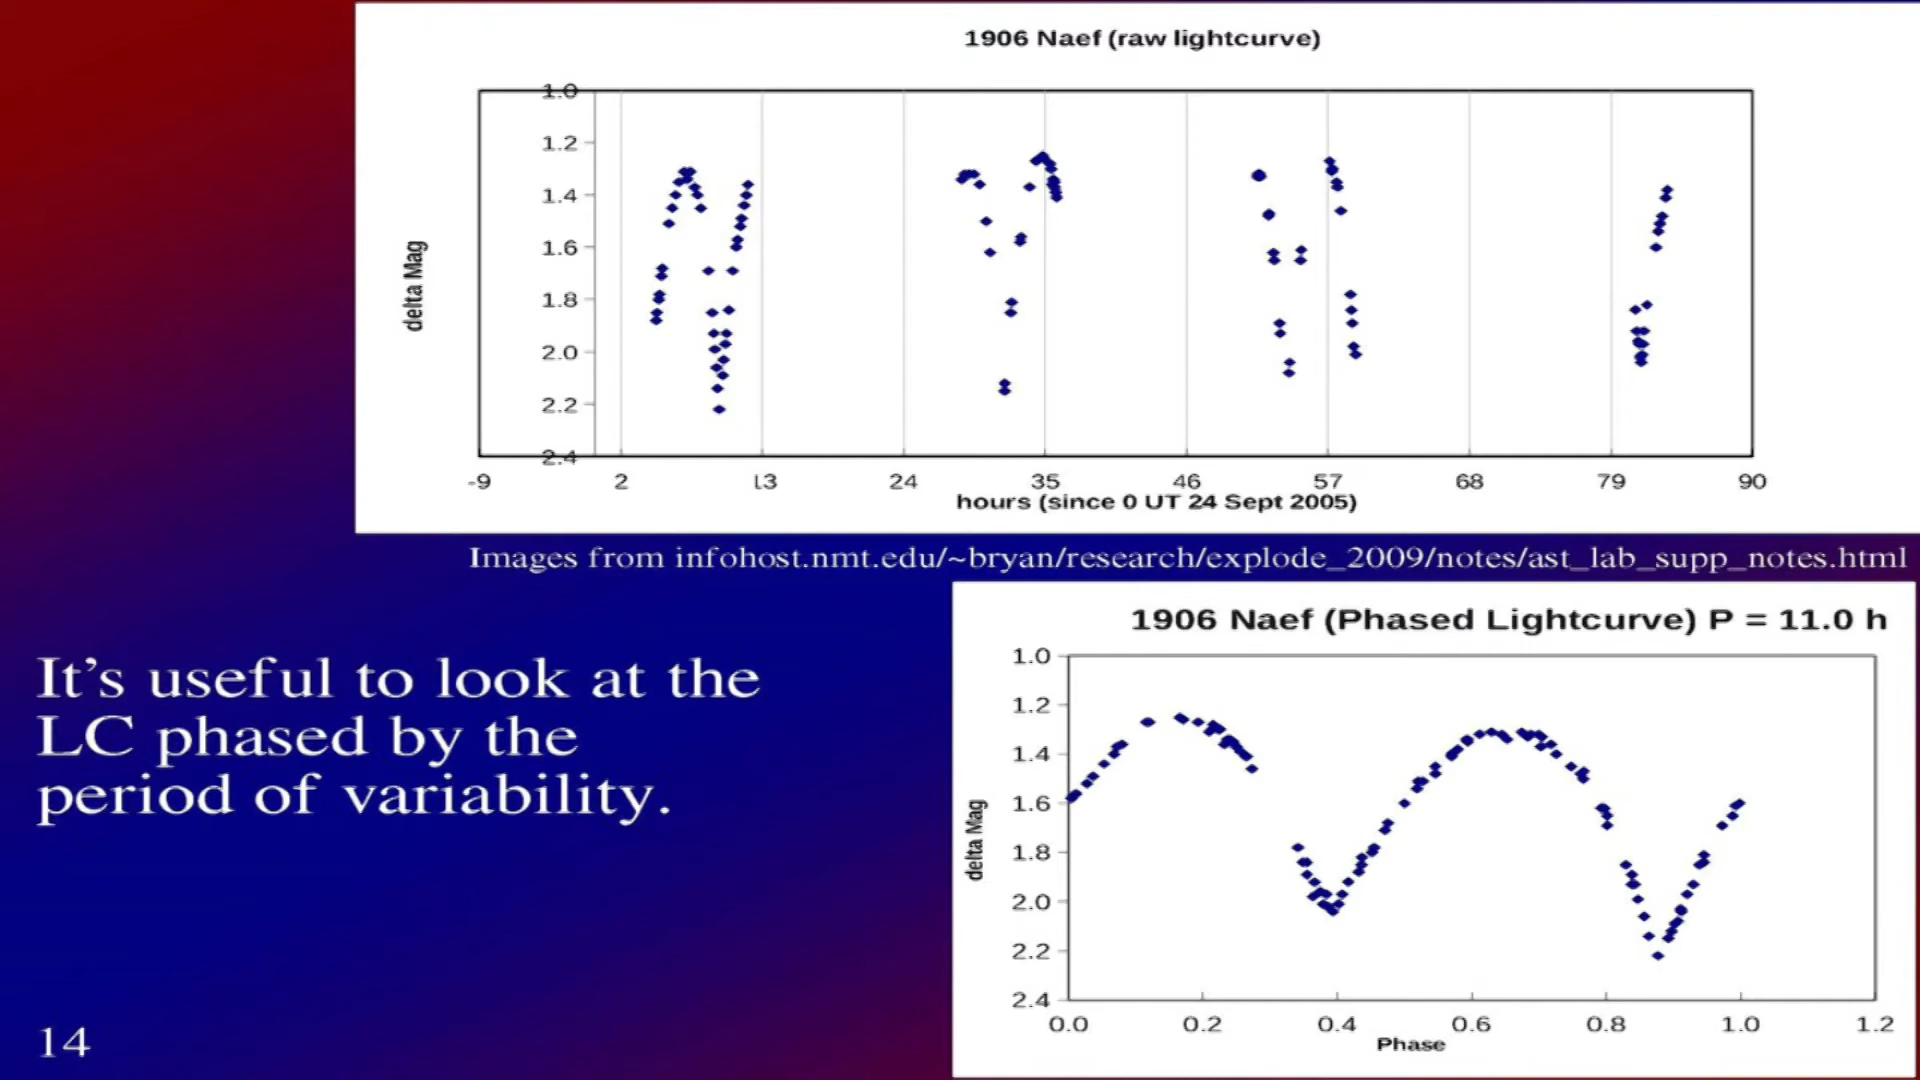 1906 Naef (raw lightcurve)
1.0
1.2
1.4
1.6
1.8
2.0
2.2
2.4
delta Mag
-9 2 13 24 35 46 57 68 79 90
hours (since 0 UT 24 Sept 2005)
Images from infohost.nmt.edu/~bryan/research/explode_2009/notes/ast_lab_supp_notes.html
It’s useful to look at the
LC phased by the
period of variability.
1906 Naef (Phased Lightcurve) P = 11.0 h
1.0
1.2
1.4
1.6
1.8
2.0
2.2
2.4
delta Mag
0.0 0.2 0.4 0.6 0.8 1.0 1.2
Phase
14